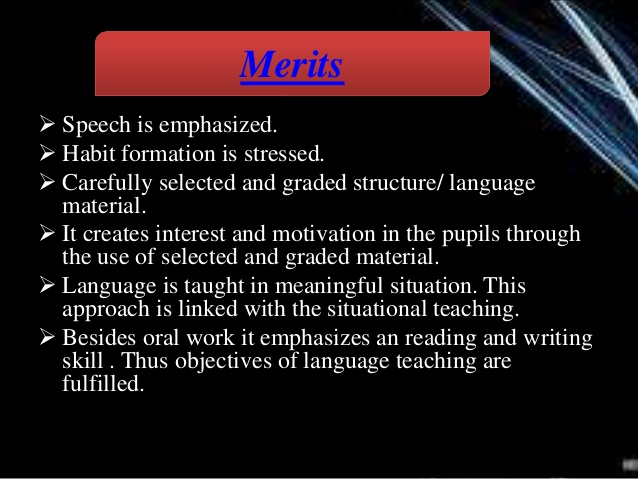 Merits
➢ Speech is emphasized.
➢ Habit formation is stressed.
➢ Carefully selected and graded structure/ language
material.
➢ It creates interest and motivation in the pupils through
the use of selected and graded material.
➢ Language is taught in meaningful situation. This
approach is linked with the situational teaching.
➢ Besides oral work it emphasizes an reading and writing
skill . Thus objectives of language teaching are
fulfilled.